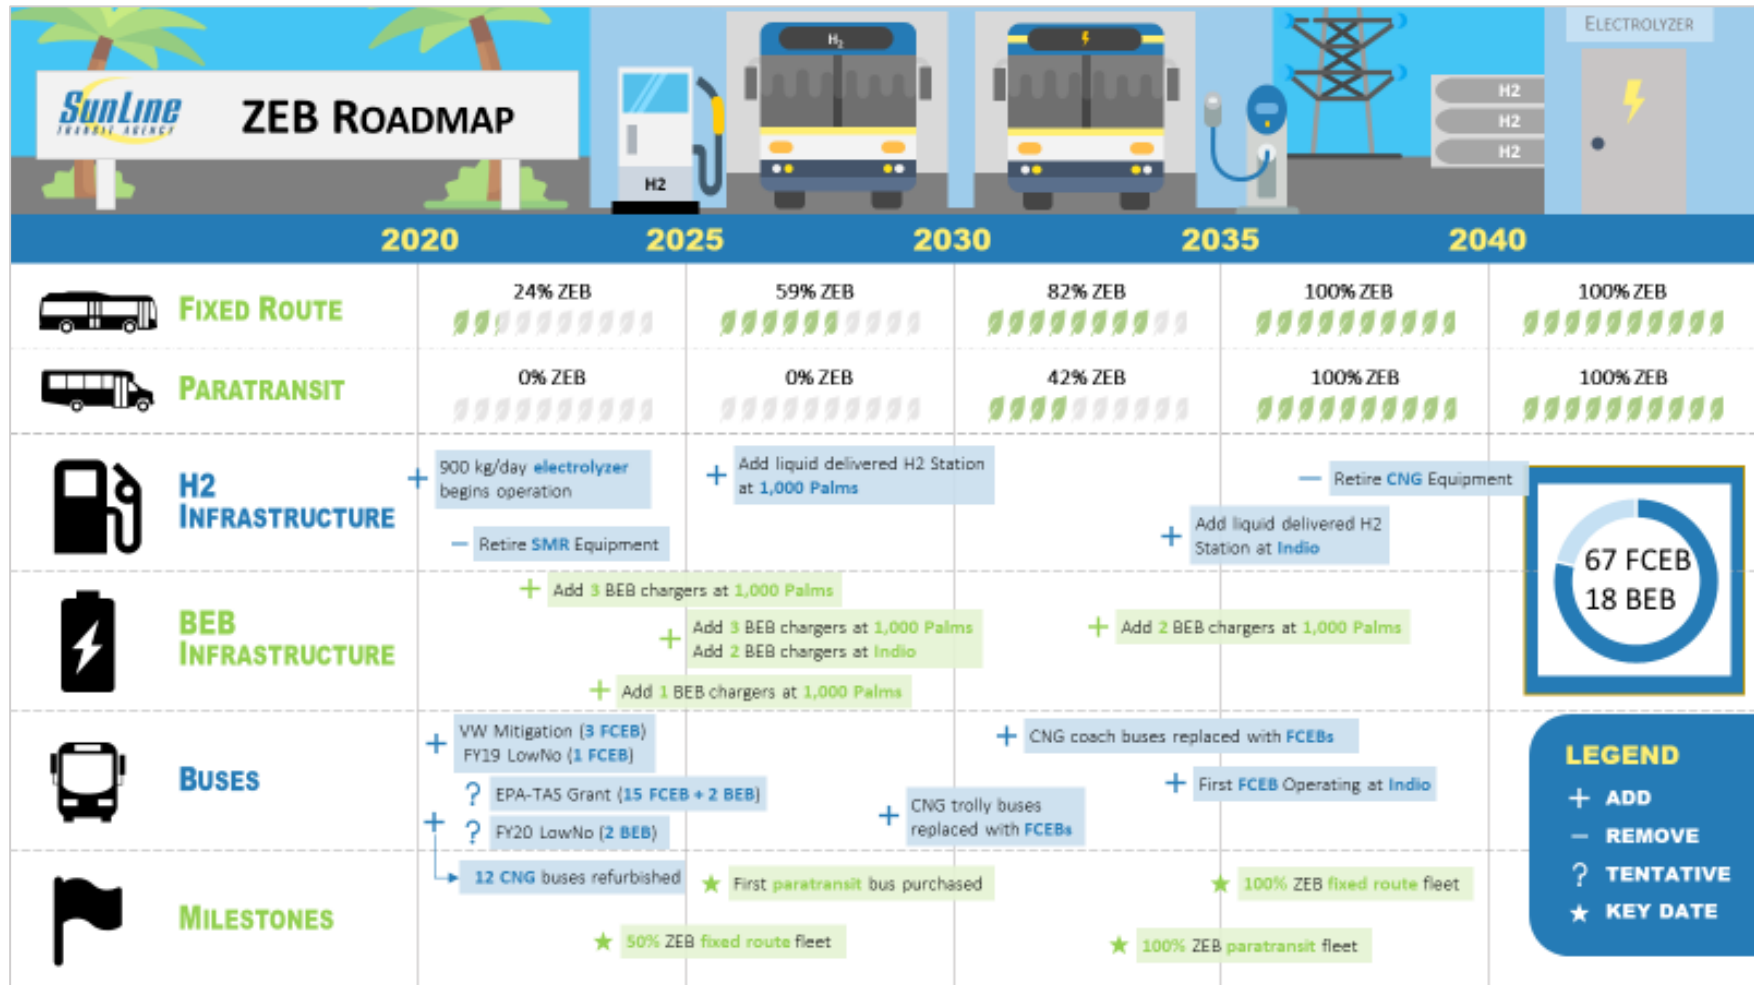 SunLine
TRANSIT AGENCY
ZEB ROADMAP
H2
H₂
H2
H2
H2
ELECTROLYZER
2020 2025 2030 2035 2040
FIXED ROUTE
24% ZEB 59% ZEB 82% ZEB 100% ZEB 100% ZEB
PARATRANSIT
0% ZEB 0% ZEB 42% ZEB 100% ZEB 100% ZEB
H2
INFRASTRUCTURE
900 kg/day electrolyzer
begins operation
Retire SMR Equipment
Add liquid delivered H2 Station
at 1,000 Palms
Retire CNG Equipment
Add liquid delivered H2
Station at Indio
67 FCEB
18 BEB
BEB
INFRASTRUCTURE
Add 3 BEB chargers at 1,000 Palms
Add 3 BEB chargers at 1,000 Palms
Add 2 BEB chargers at Indio
Add 1 BEB chargers at 1,000 Palms
Add 2 BEB chargers at 1,000 Palms
BUSES
VW Mitigation (3 FCEB)
FY19 LowNo (1 FCEB)
? EPA-TAS Grant (15 FCEB + 2 BEB)
? FY20 LowNo (2 BEB)
12 CNG buses refurbished
CNG trolly buses
replaced with FCEBs
CNG coach buses replaced with FCEBs
First FCEB Operating at Indio
MILESTONES
First paratransit bus purchased
50% ZEB fixed route fleet
100% ZEB fixed route fleet
100% ZEB paratransit fleet
LEGEND
+ ADD
− REMOVE
? TENTATIVE
★ KEY DATE